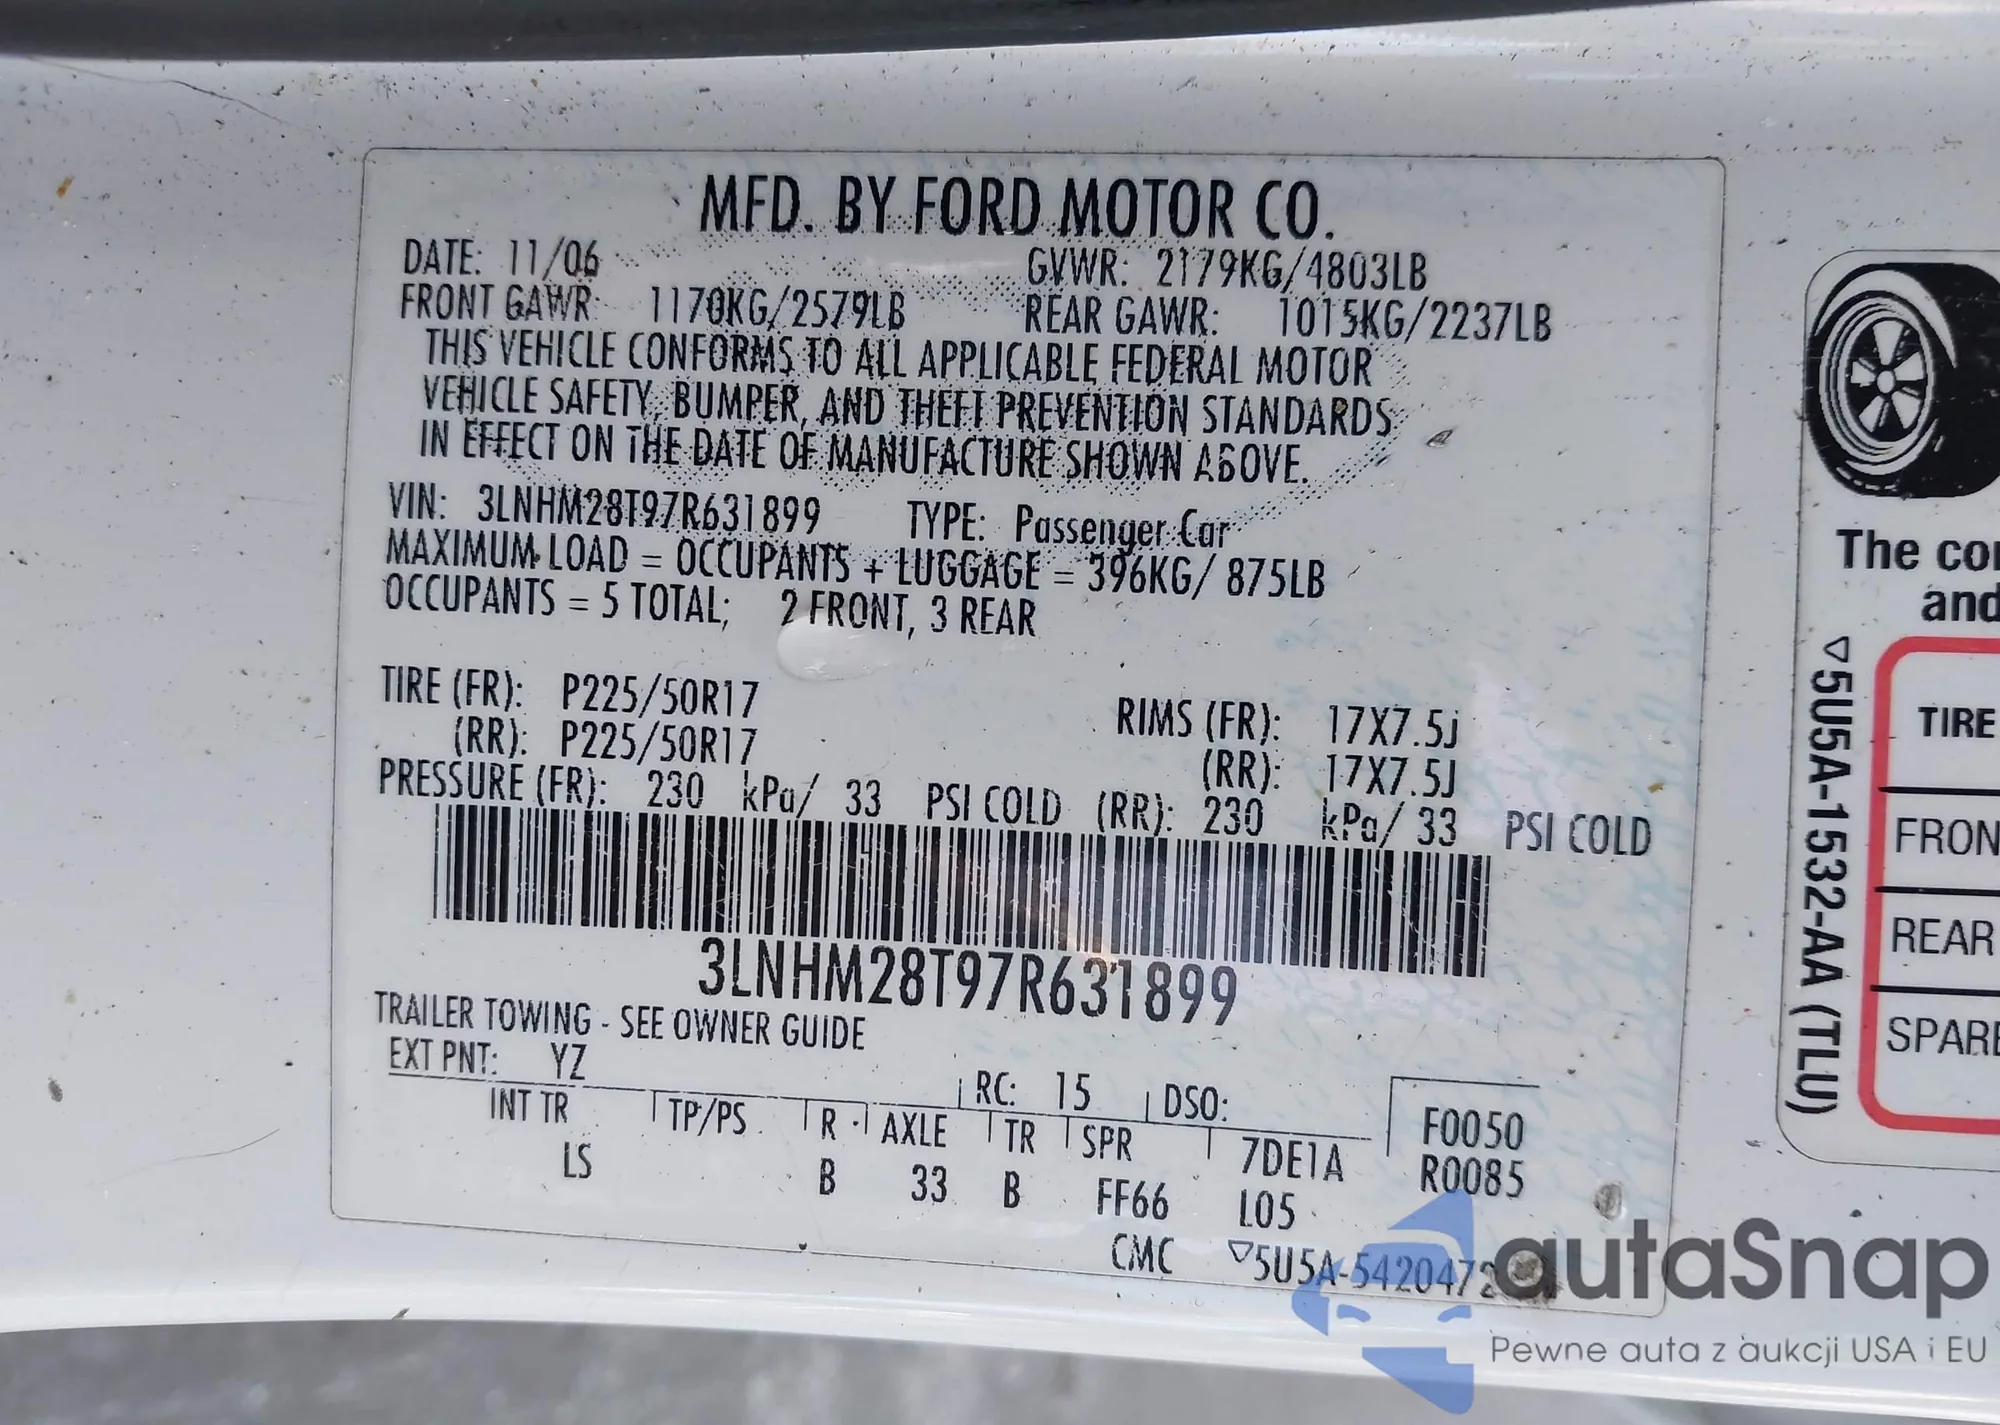 MFD. BY FORD MOTOR CO.
DATE: 11/06 GVWR: 2179KG/4803LB
FRONT GAWR: 1170KG/2579LB REAR GAWR: 1015KG/2237LB
THIS VEHICLE CONFORMS TO ALL APPLICABLE FEDERAL MOTOR
VEHICLE SAFETY, BUMPER, AND THEFT PREVENTION STANDARDS
IN EFFECT ON THE DATE OF MANUFACTURE SHOWN ABOVE.
VIN: 3LNHM28T97R631899 TYPE: Passenger Car
MAXIMUM LOAD = OCCUPANTS + LUGGAGE = 396KG/ 875LB
OCCUPANTS = 5 TOTAL; 2 FRONT, 3 REAR
TIRE (FR): P225/50R17 RIMS (FR): 17X7.5J
(RR): P225/50R17 (RR): 17X7.5J
PRESSURE (FR): 230 kPa/ 33 PSI COLD (RR): 230 kPa/ 33 PSI COLD
3LNHM28T97R631899
TRAILER TOWING - SEE OWNER GUIDE
EXT PNT: YZ RC: 15 DSO:
INT TR TP/PS R AXLE TR SPR 7DE1A F0050
LS B 33 B FF66 L05 R0085
CMC ▽5U5A-5420472
The
and
▽5U5A-1532-AA (TLU)
TIRE
FRON
REAR
SPARE
autaSnap
Pewne auta z aukcji USA i EU